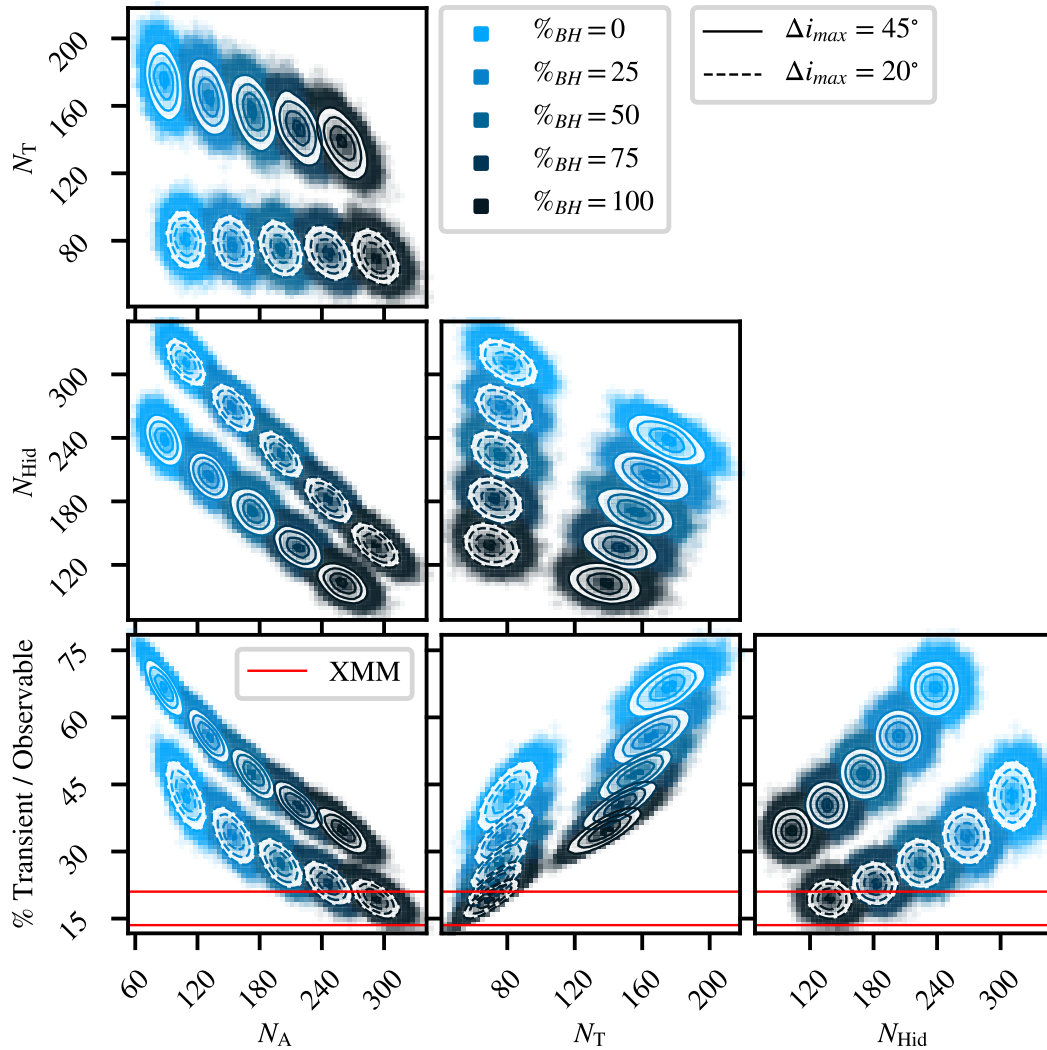 200
160
120
80
N_T
%_BH = 0
%_BH = 25
%_BH = 50
%_BH = 75
%_BH = 100
Δi_max = 45°
Δi_max = 20°
300
240
180
120
N_Hid
75
60
45
30
15
% Transient / Observable
XMM
60 120 180 240 300
80 120 160 200
120 180 240 300
N_A
N_T
N_Hid